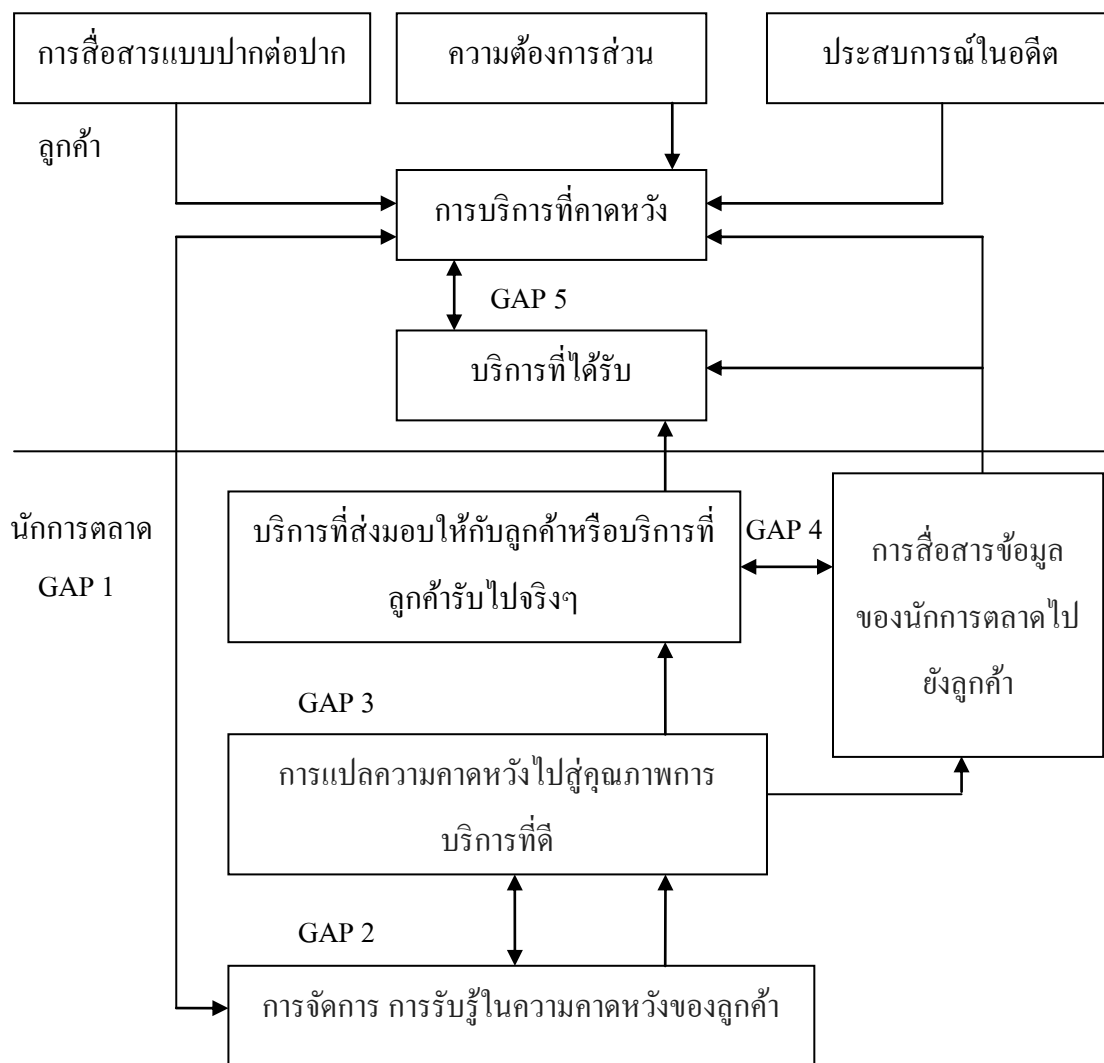 การสื่อสารแบบปากต่อปาก
ความต้องการส่วน
ประสบการณ์ในอดีต
ลูกค้า
การบริการที่คาดหวัง
GAP 5
บริการที่ได้รับ
นักการตลาด
GAP 1
บริการที่ส่งมอบให้กับลูกค้าหรือบริการที่
ลูกค้ารับไปจริงๆ
GAP 4
การสื่อสารข้อมูล
ของนักการตลาดไป
ยังลูกค้า
GAP 3
การแปลความคาดหวังไปสู่คุณภาพการ
บริการที่ดี
GAP 2
การจัดการ การรับรู้ในความคาดหวังของลูกค้า